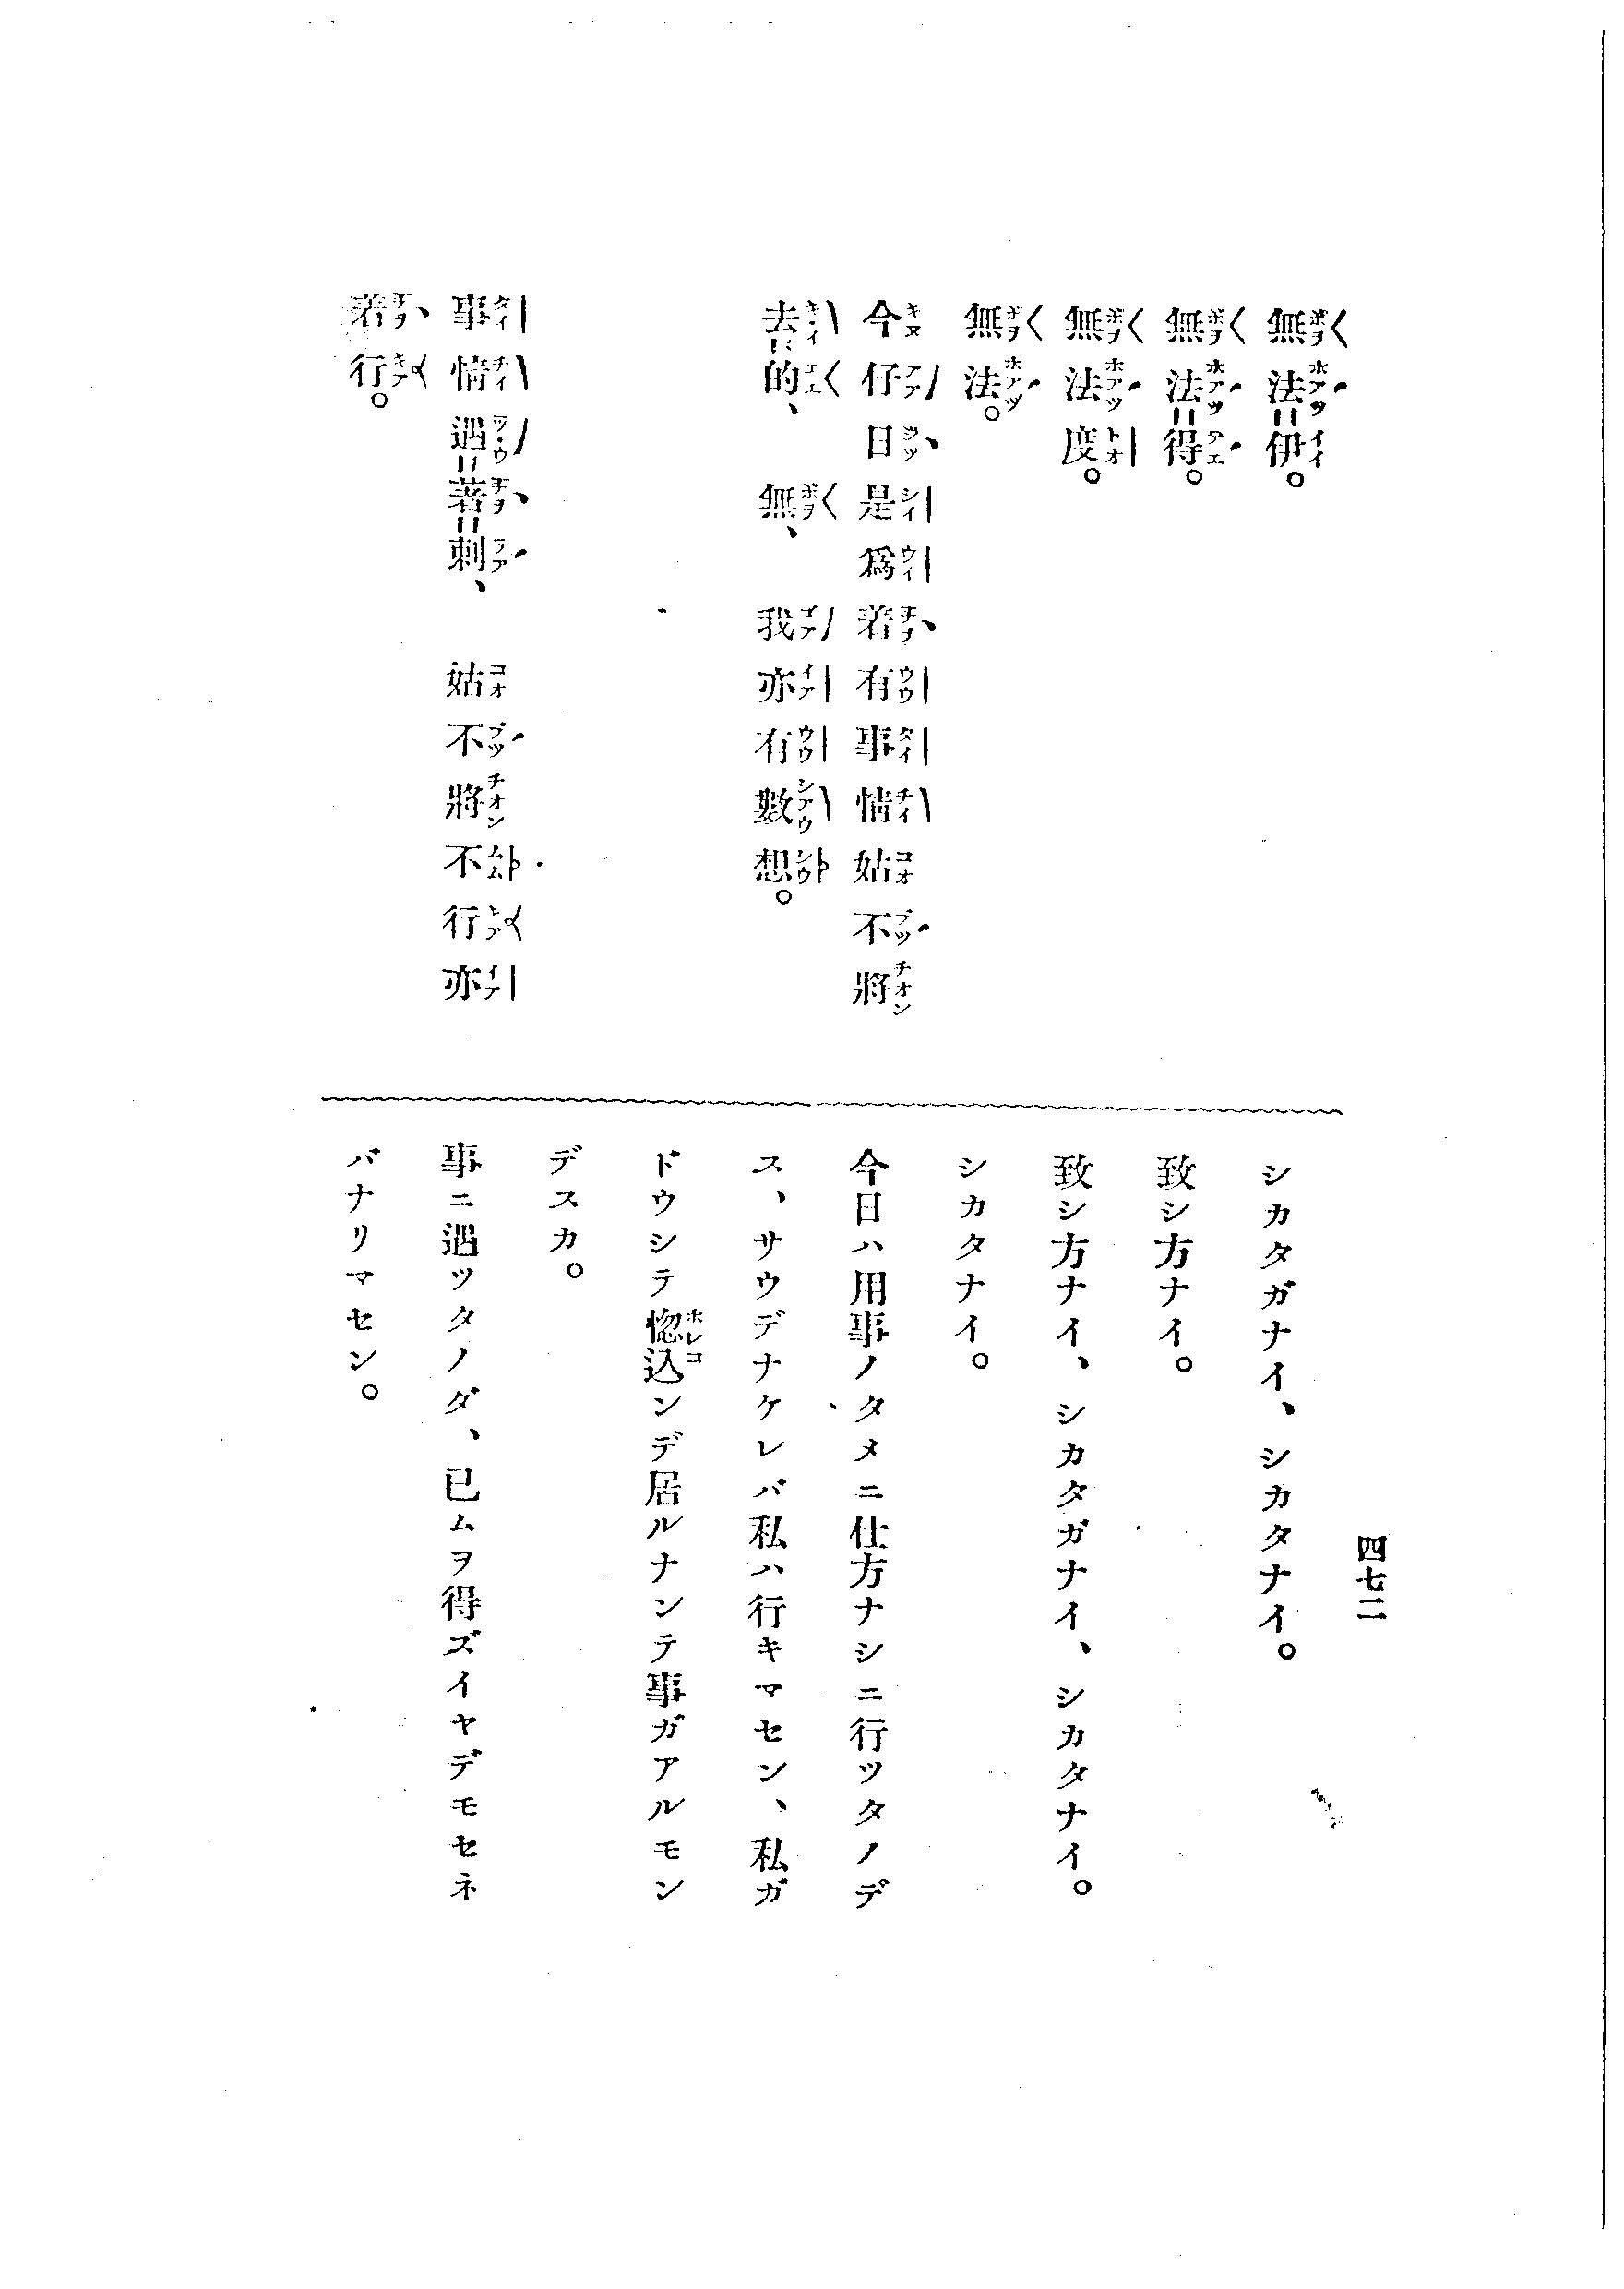 四七二
無法=伊。
無法=得。
無法度。
無法。
今仔日是爲着有事情姑不將
去=的、無、我亦有數想。
事情遇=著=刺、姑不將不行亦
着行。
シカタガナイ、シカタナイ。
致シ方ナイ。
致シ方ナイ、シカタガナイ、シカタナイ。
シカタナイ。
今日ハ用事ノタメニ仕方ナシニ行ッタノデ
ス、サウデナケレバ私ハ行キマセン、私ガ
ドウシテ惚込ンデ居ルナンテ事ガアルモン
デスカ。
事ニ遇ッタノダ、已ムヲ得ズイヤデモセネ
バナリマセン。